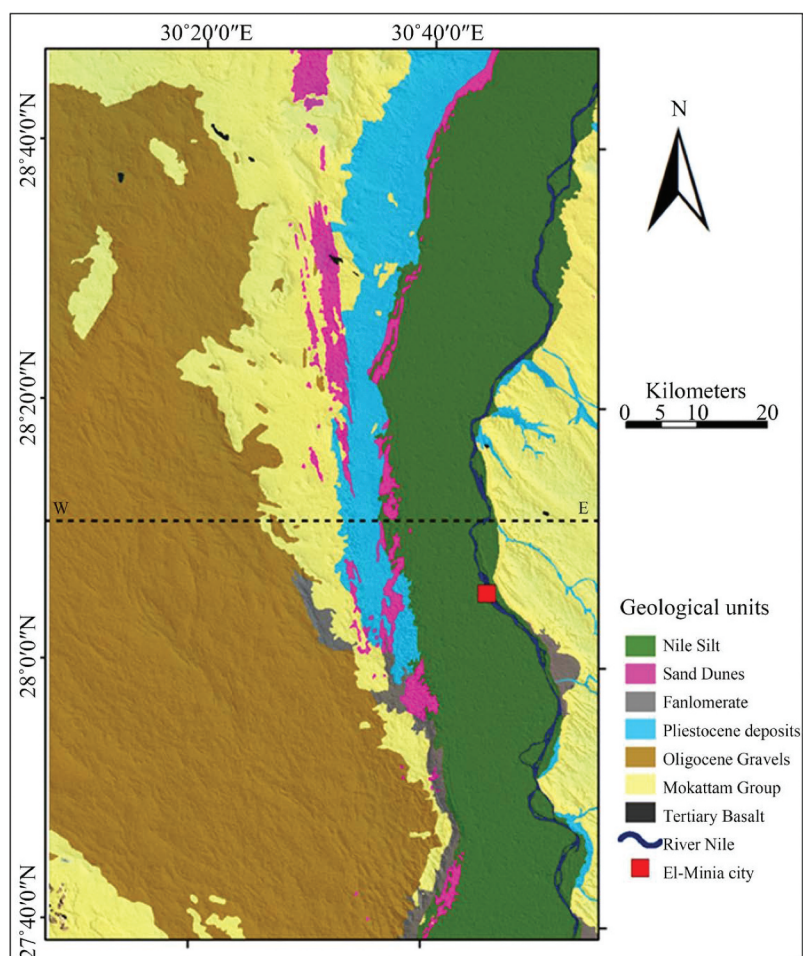 30°20′0″E 30°40′0″E
28°40′0″N
28°20′0″N
28°0′0″N
27°40′0″N
N
Kilometers
0 5 10 20
W E
Geological units
Nile Silt
Sand Dunes
Fanlomerate
Pliestocene deposits
Oligocene Gravels
Mokattam Group
Tertiary Basalt
River Nile
El-Minia city